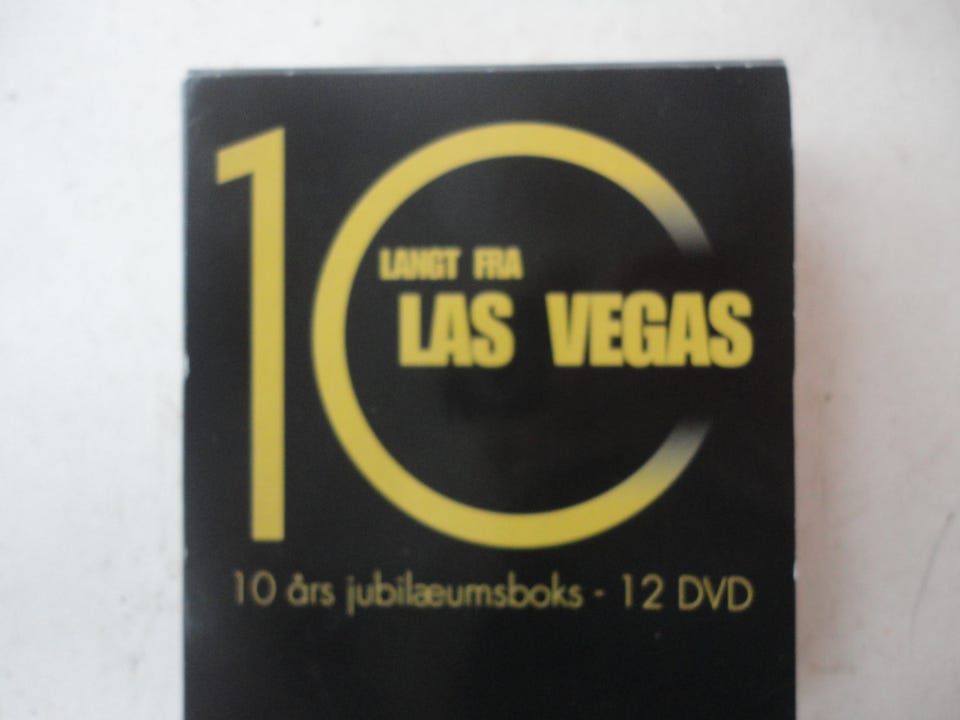 10
LANGT FRA
LAS VEGAS
10 års jubilæumsboks - 12 DVD